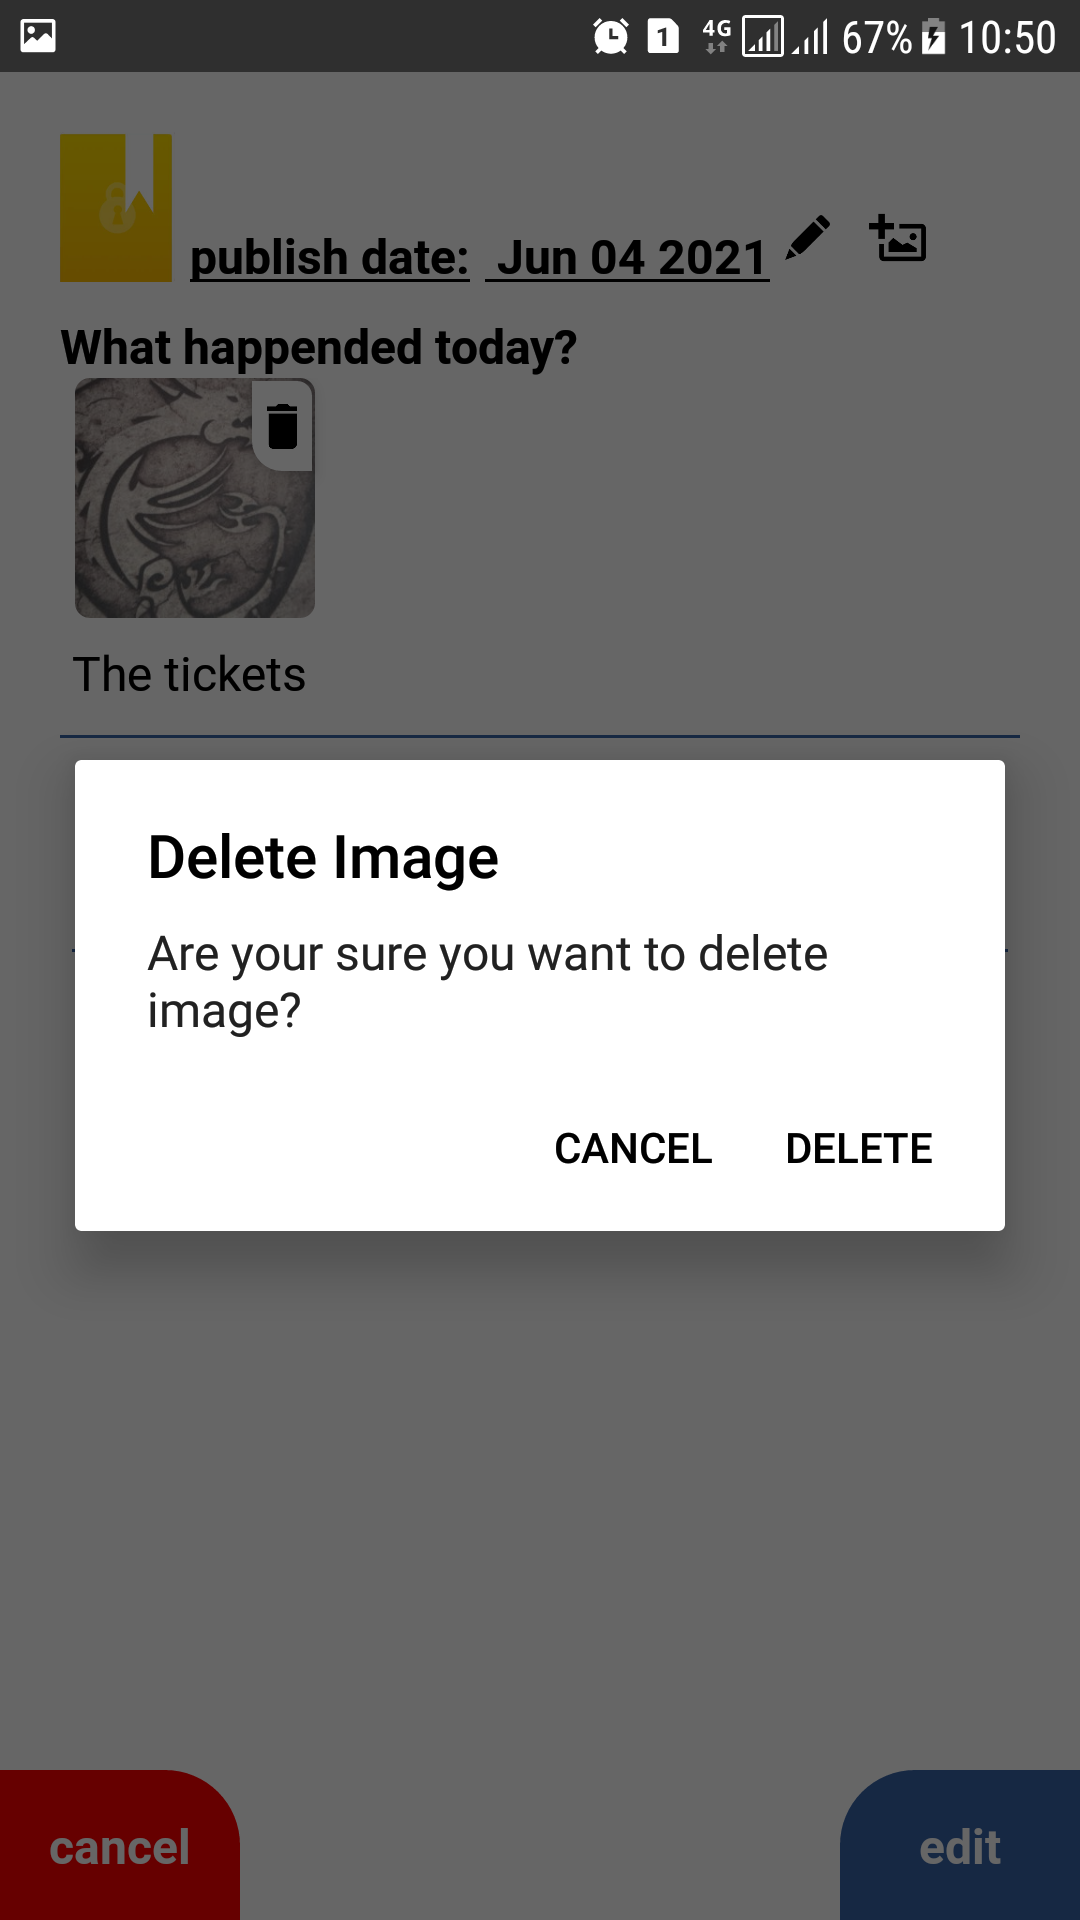 1 4G 67% 10:50
publish date:  Jun 04 2021
What happended today?
The tickets
Delete Image
Are your sure you want to delete
image?
CANCEL DELETE
cancel edit